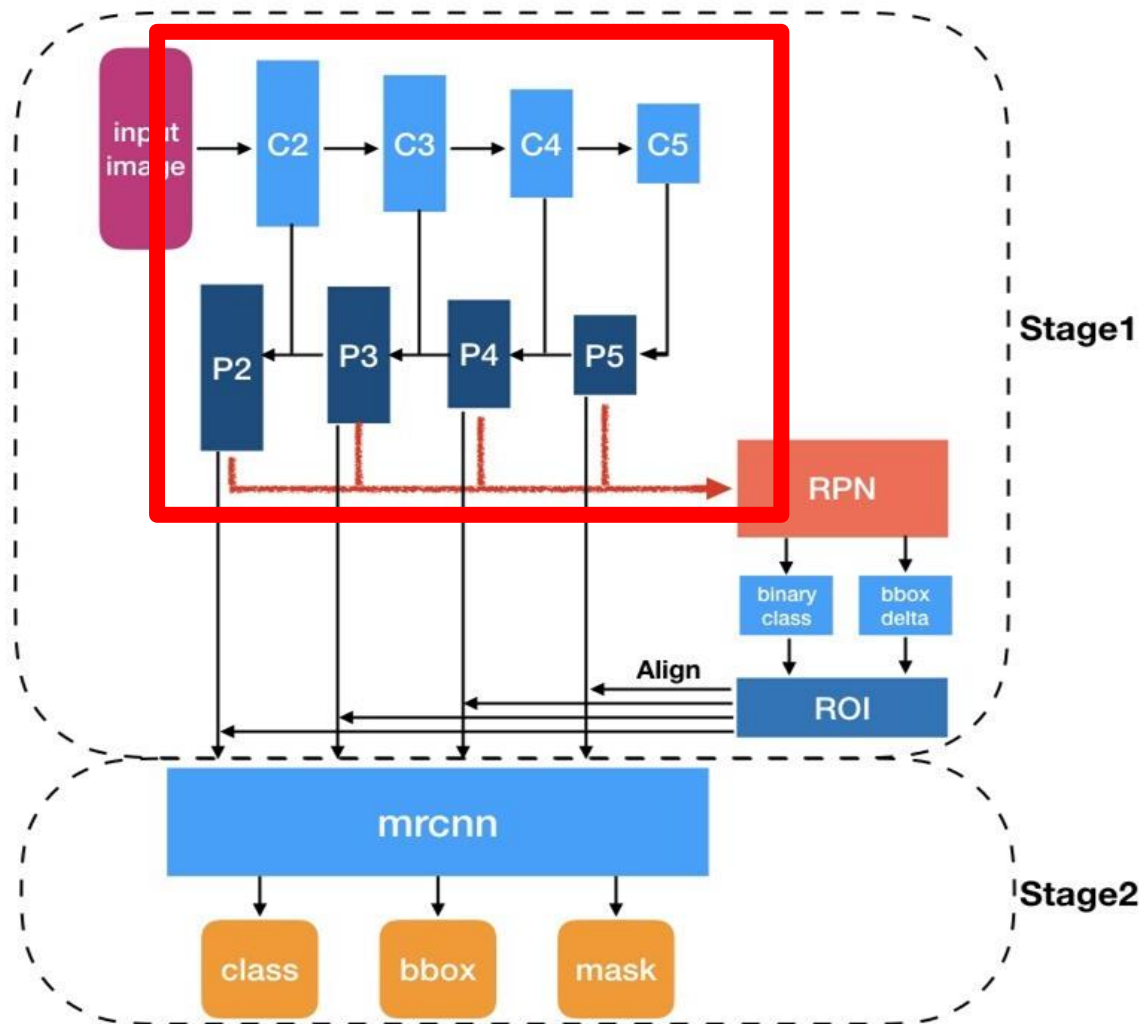 input
image
C2
C3
C4
C5
P2
P3
P4
P5
Stage1
RPN
binary
class
bbox
delta
Align
ROI
mrcnn
Stage2
class
bbox
mask